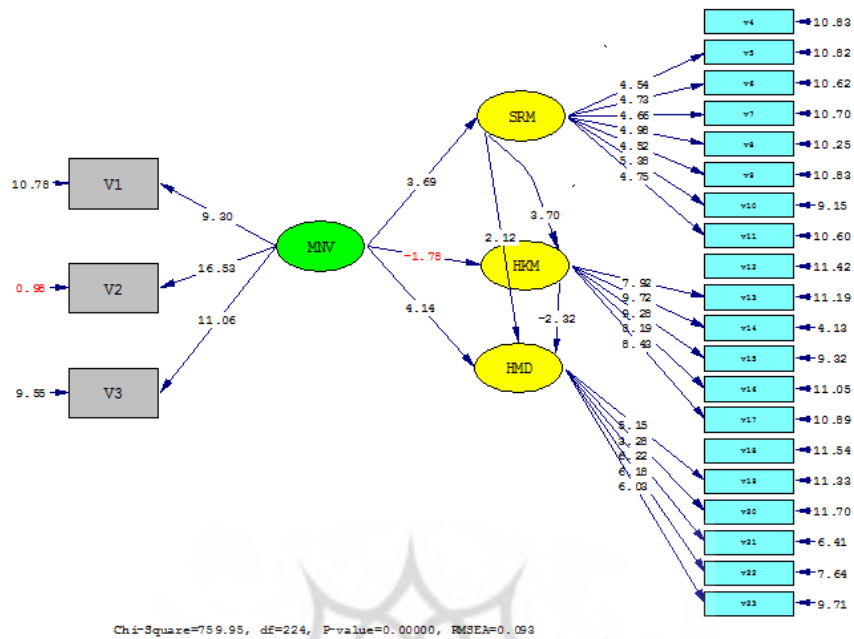 v4 10.83
v5 10.82
v6 10.62
v7 10.70
v8 10.25
v9 10.83
v10 9.15
v11 10.60
v12 11.42
v13 11.19
v14 4.13
v15 9.32
v16 11.05
v17 10.89
v18 11.54
v19 11.33
v20 11.70
v21 6.41
v22 7.64
v23 9.71
4.54
4.73
4.66
4.98
4.52
5.38
4.75
SRM
10.78 V1
3.69
9.30
3.70
2.12
MNV
-1.78
HKM
7.92
9.72
9.28
8.19
8.43
0.98 V2
16.53
4.14
-2.32
11.06
HMD
9.55 V3
5.15
3.28
6.22
6.18
6.03
Chi-Square=759.95, df=224, P-value=0.00000, RMSEA=0.093